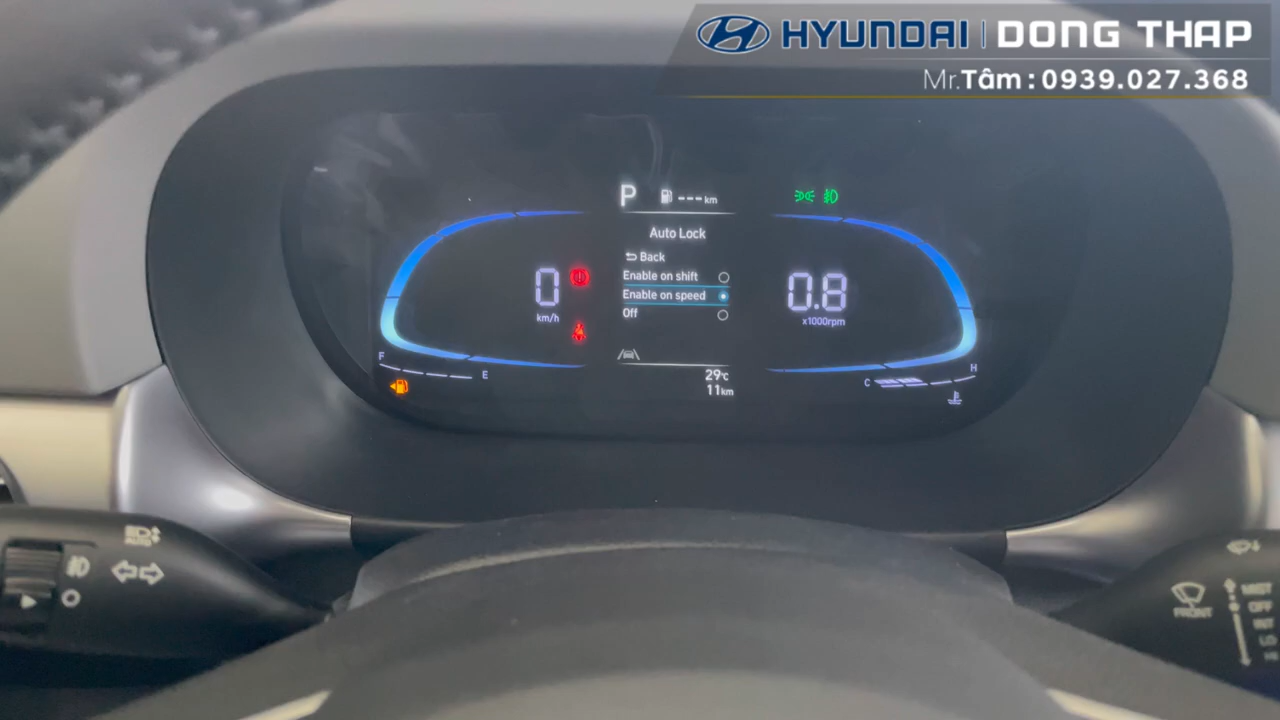 HYUNDAI | DONG THAP
Mr.Tâm : 0939.027.368
P ---km
Auto Lock
Back
Enable on shift
Enable on speed
Off
0
km/h
0.8
x1000rpm
F E
C H
29°C
11km
AUTO
FRONT
MIST
OFF
INT
LO
HI